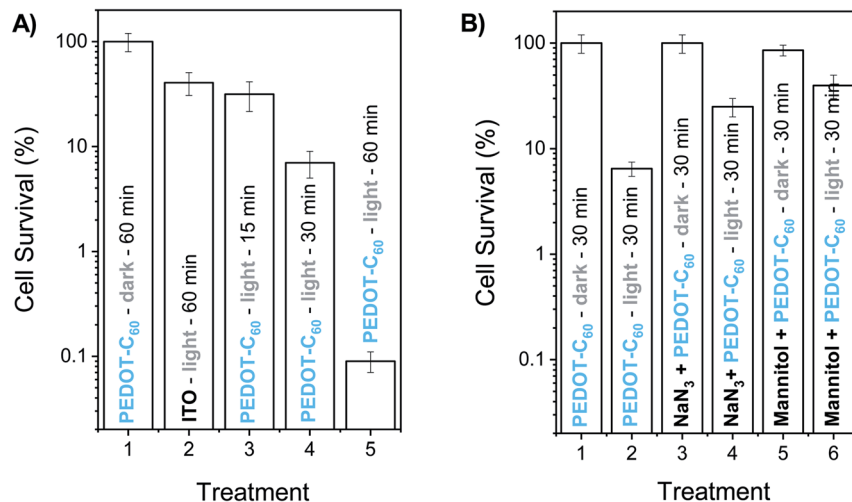 A)
Cell Survival (%)
100
10
1
0.1
PEDOT-C₆₀ - dark - 60 min
ITO - light - 60 min
PEDOT-C₆₀ - light - 15 min
PEDOT-C₆₀ - light - 30 min
PEDOT-C₆₀ - light - 60 min
1 2 3 4 5
Treatment
B)
Cell Survival (%)
100
10
1
0.1
PEDOT-C₆₀ - dark - 30 min
PEDOT-C₆₀ - light - 30 min
NaN₃ + PEDOT-C₆₀ - dark - 30 min
NaN₃+ PEDOT-C₆₀ - light - 30 min
Mannitol + PEDOT-C₆₀ - dark - 30 min
Mannitol + PEDOT-C₆₀ - light - 30 min
1 2 3 4 5 6
Treatment